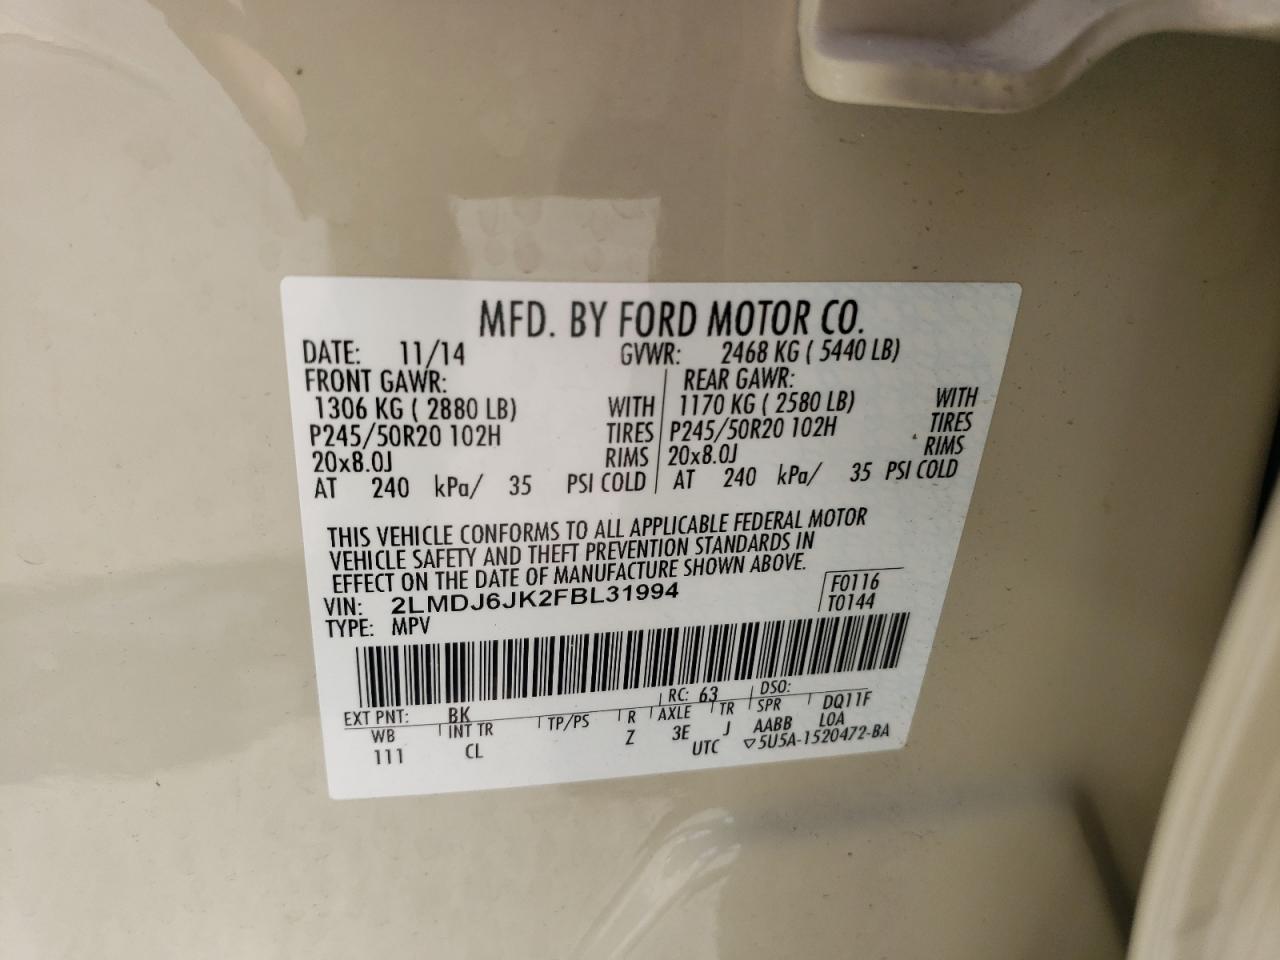 MFD. BY FORD MOTOR CO.
DATE: 11/14 GVWR: 2468 KG ( 5440 LB)
FRONT GAWR: REAR GAWR:
1306 KG ( 2880 LB) WITH 1170 KG ( 2580 LB) WITH
P245/50R20 102H TIRES P245/50R20 102H TIRES
20x8.0J RIMS 20x8.0J RIMS
AT 240 kPa/ 35 PSI COLD AT 240 kPa/ 35 PSI COLD
THIS VEHICLE CONFORMS TO ALL APPLICABLE FEDERAL MOTOR
VEHICLE SAFETY AND THEFT PREVENTION STANDARDS IN
EFFECT ON THE DATE OF MANUFACTURE SHOWN ABOVE.
VIN: 2LMDJ6JK2FBL31994 F0116
TYPE: MPV T0144
EXT PNT: BK RC: 63 DSO:
WB INT TR TP/PS R AXLE TR SPR DQ11F
111 CL Z 3E J AABB LOA
UTC ▽5U5A-1520472-BA